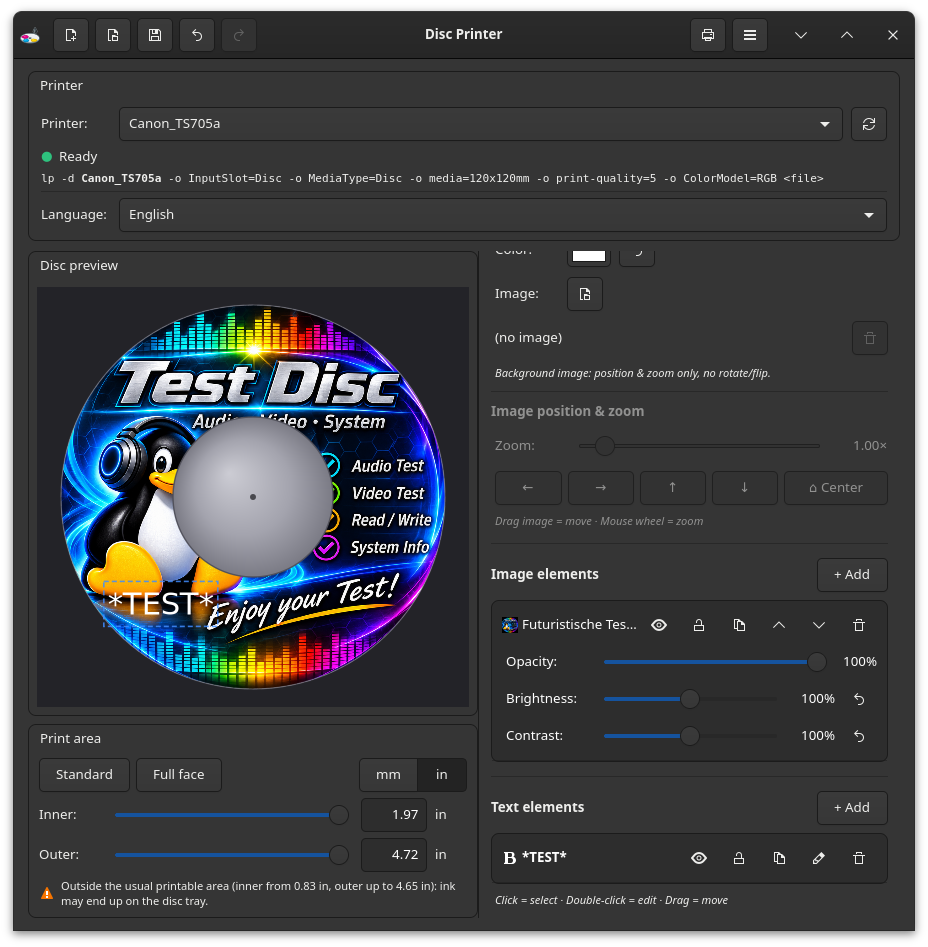 Disc Printer
Printer
Printer:
Canon_TS705a
Ready
lp -d Canon_TS705a -o InputSlot=Disc -o MediaType=Disc -o media=120x120mm -o print-quality=5 -o ColorModel=RGB <file>
Language:
English
Disc preview
Test Disc
Audio • Video • System
Audio Test
Video Test
Read / Write
System Info
*TEST*
Enjoy your Test!
Print area
Standard
Full face
mm
in
Inner:
1.97
in
Outer:
4.72
in
Outside the usual printable area (inner from 0.83 in, outer up to 4.65 in): ink
may end up on the disc tray.
Color:
Image:
(no image)
Background image: position & zoom only, no rotate/flip.
Image position & zoom
Zoom:
1.00×
←
→
↑
↓
⌂ Center
Drag image = move · Mouse wheel = zoom
Image elements
+ Add
Futuristische Tes...
Opacity:
100%
Brightness:
100%
Contrast:
100%
Text elements
+ Add
B *TEST*
Click = select · Double-click = edit · Drag = move